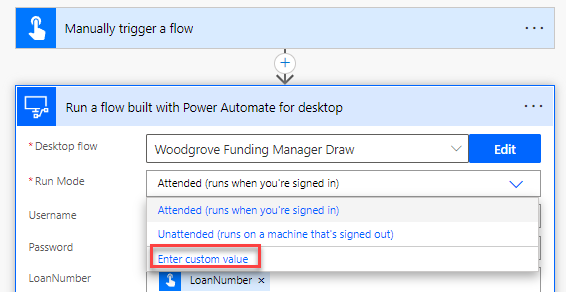 Manually trigger a flow
Run a flow built with Power Automate for desktop
* Desktop flow
Woodgrove Funding Manager Draw
Edit
* Run Mode
Attended (runs when you're signed in)
Username
Attended (runs when you're signed in)
Unattended (runs on a machine that's signed out)
Password
Enter custom value
LoanNumber
LoanNumber ×